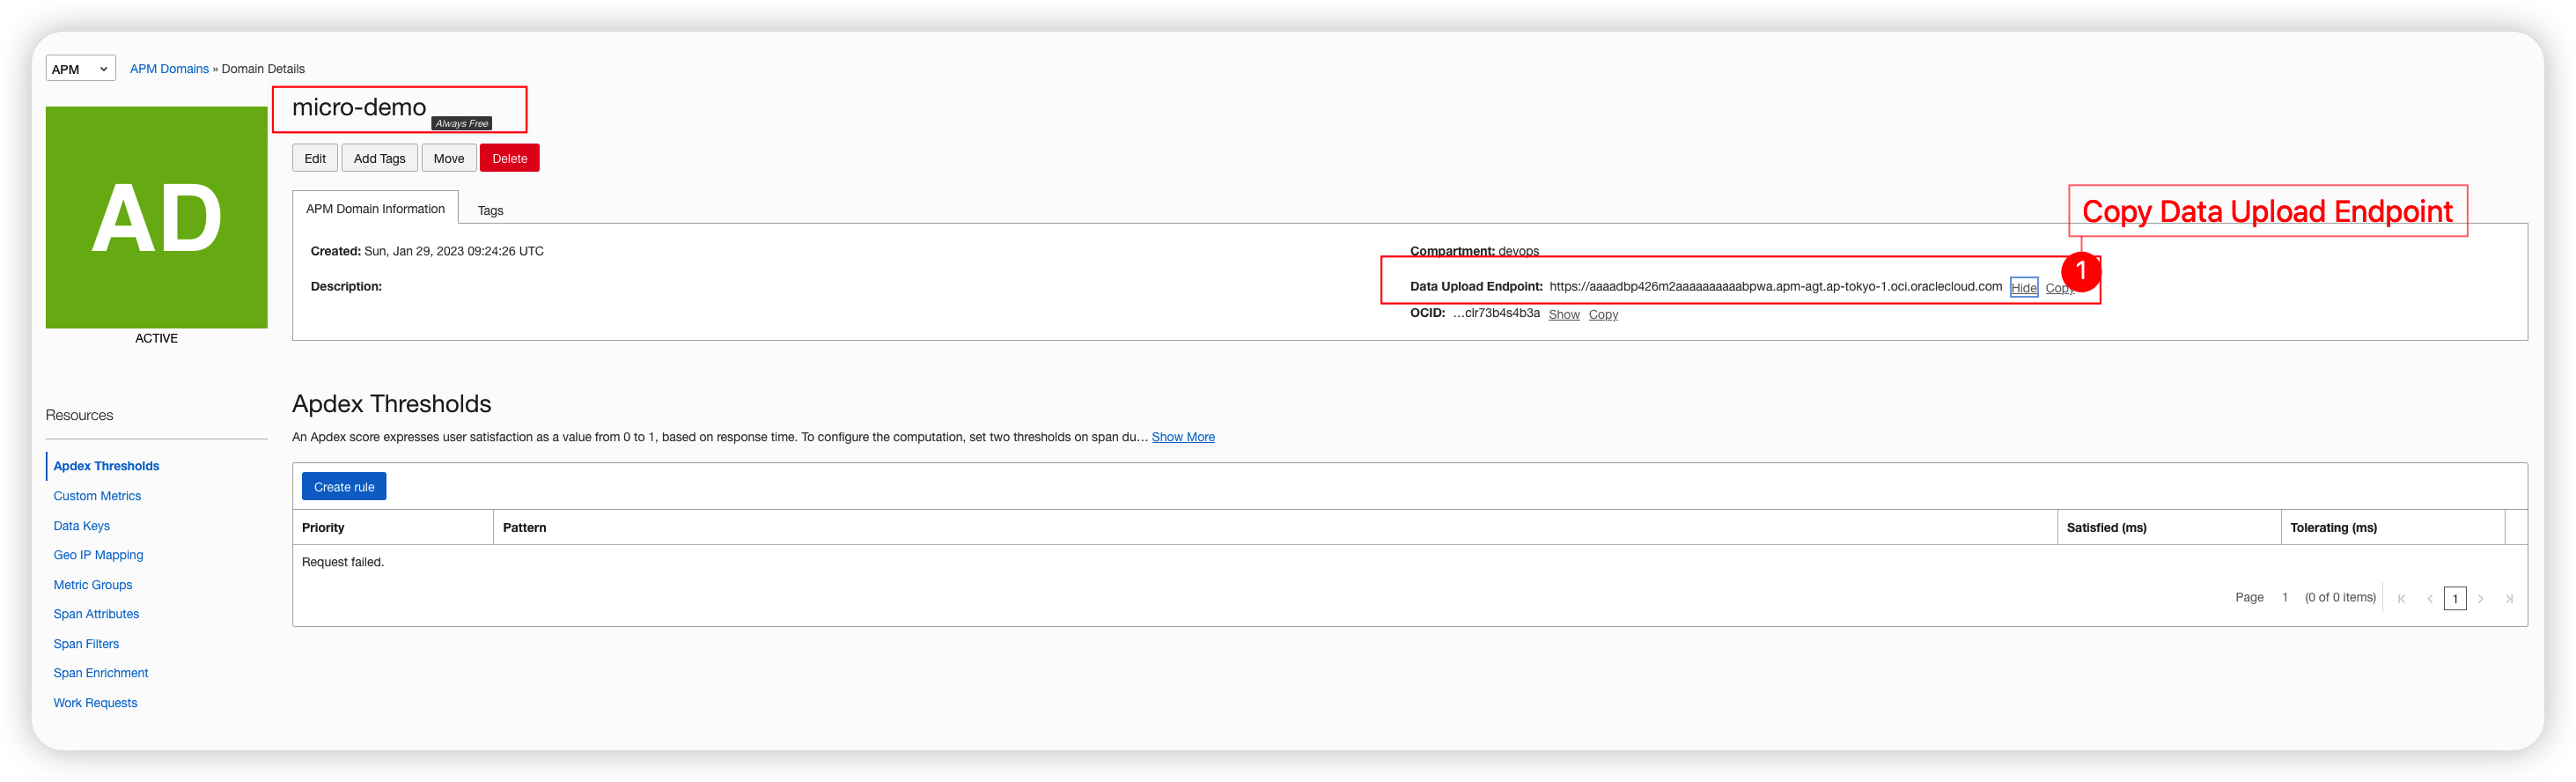 APM
APM Domains » Domain Details
micro-demo
Always Free
Edit Add Tags Move Delete
AD
ACTIVE
APM Domain Information Tags
Copy Data Upload Endpoint
Created: Sun, Jan 29, 2023 09:24:26 UTC
Compartment: devops
1
Description:
Data Upload Endpoint: https://aaaadbp426m2aaaaaaaaaabpwa.apm-agt.ap-tokyo-1.oci.oraclecloud.com Hide Copy
OCID: ...clr73b4s4b3a Show Copy
Resources
Apdex Thresholds
Custom Metrics
Data Keys
Geo IP Mapping
Metric Groups
Span Attributes
Span Filters
Span Enrichment
Work Requests
Apdex Thresholds
An Apdex score expresses user satisfaction as a value from 0 to 1, based on response time. To configure the computation, set two thresholds on span du... Show More
Create rule
Priority Pattern Satisfied (ms) Tolerating (ms)
Request failed.
Page 1 (0 of 0 items) 1